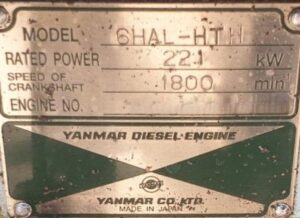 MODEL 6HAL-HTH
RATED POWER 221 kW
SPEED OF CRANKSHAFT 1800 min⁻¹
ENGINE NO.
YANMAR DIESEL ENGINE
YANMAR CO.,LTD.
MADE IN JAPAN